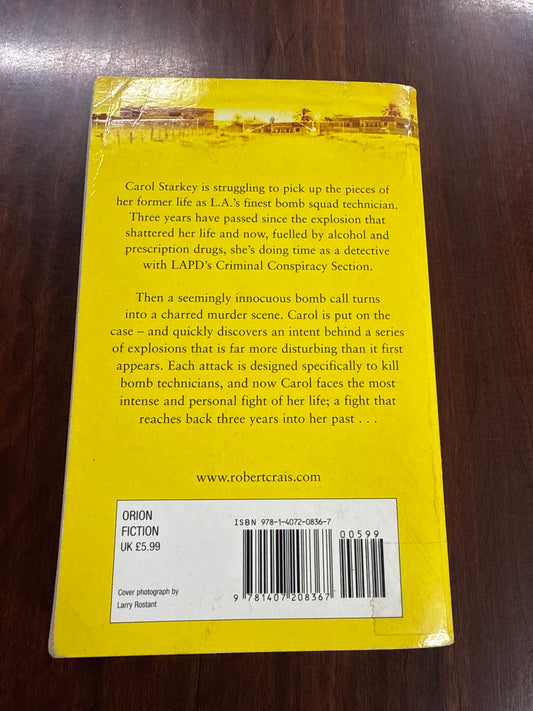 Carol Starkey is struggling to pick up the pieces of
her former life as L.A.'s finest bomb squad technician.
Three years have passed since the explosion that
shattered her life and now, fuelled by alcohol and
prescription drugs, she's doing time as a detective
with LAPD's Criminal Conspiracy Section.
Then a seemingly innocuous bomb call turns
into a charred murder scene. Carol is put on the
case – and quickly discovers an intent behind a series
of explosions that is far more disturbing than it first
appears. Each attack is designed specifically to kill
bomb technicians, and now Carol faces the most
intense and personal fight of her life; a fight that
reaches back three years into her past . . .
www.robertcrais.com
ORION
FICTION
UK £5.99
Cover photograph by
Larry Rostant
ISBN 978-1-4072-0836-7
00599
9 781407 208367